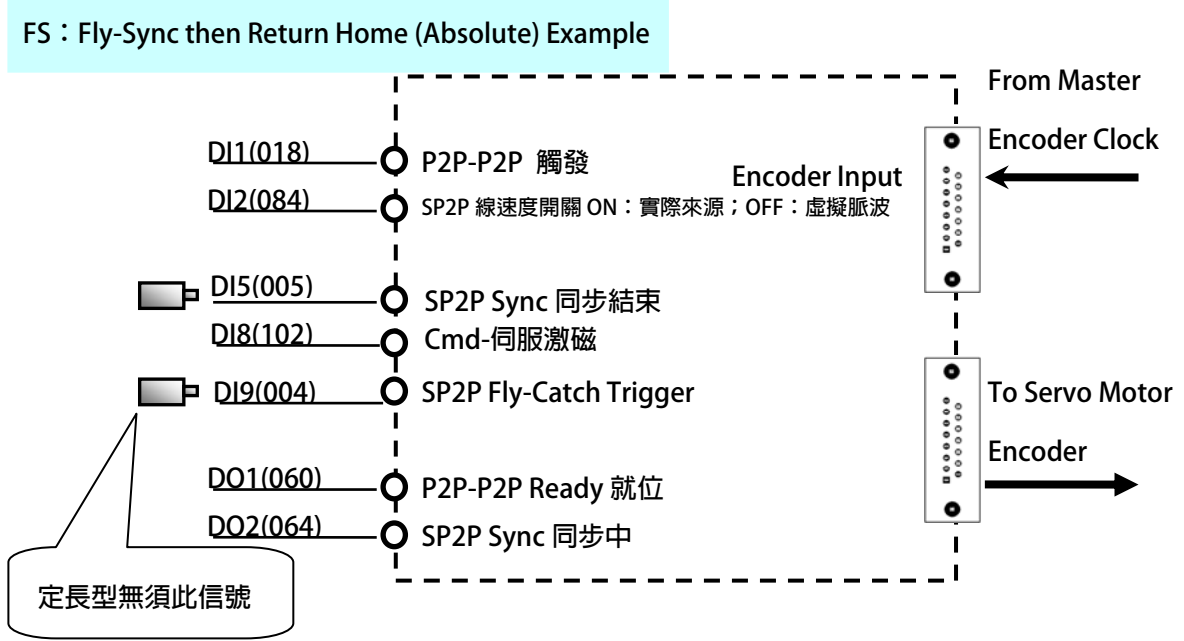 FS：Fly-Sync then Return Home (Absolute) Example
From Master
Encoder Clock
DI1(018)
P2P-P2P 觸發
Encoder Input
DI2(084)
SP2P 線速度開關 ON：實際來源；OFF：虛擬脈波
DI5(005)
SP2P Sync 同步結束
DI8(102)
Cmd-伺服激磁
DI9(004)
SP2P Fly-Catch Trigger
To Servo Motor
Encoder
DO1(060)
P2P-P2P Ready 就位
DO2(064)
SP2P Sync 同步中
定長型無須此信號